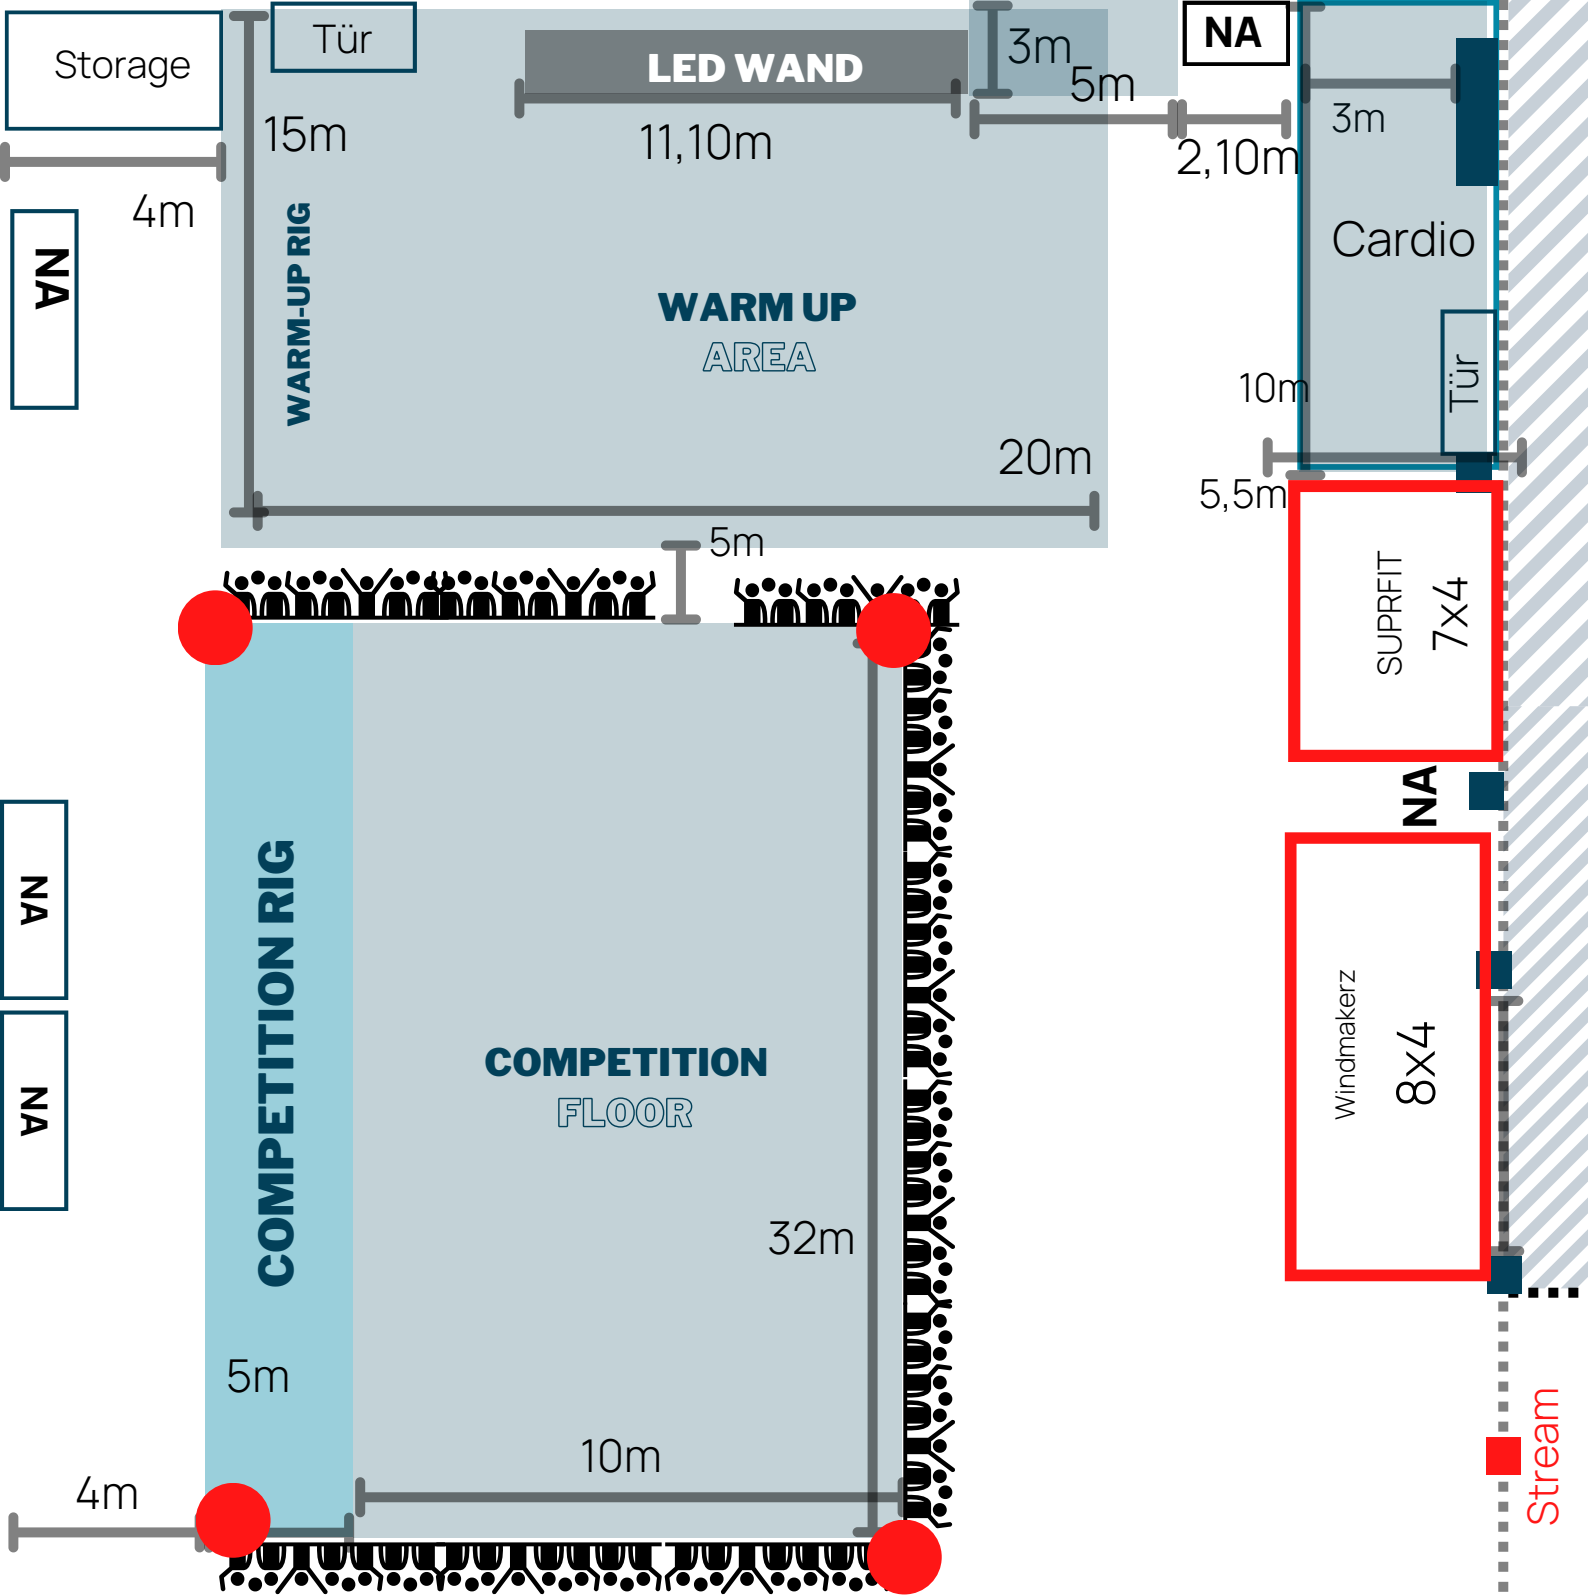 Storage
Tür
LED WAND
3m
NA
5m
15m
11,10m
2,10m
3m
4m
NA
WARM-UP RIG
Cardio
WARM UP
AREA
Tür
10m
20m
5,5m
5m
SUPRFIT
7x4
NA
NA
COMPETITION RIG
Windmakerz
8x4
COMPETITION
FLOOR
NA
32m
5m
10m
4m
Stream